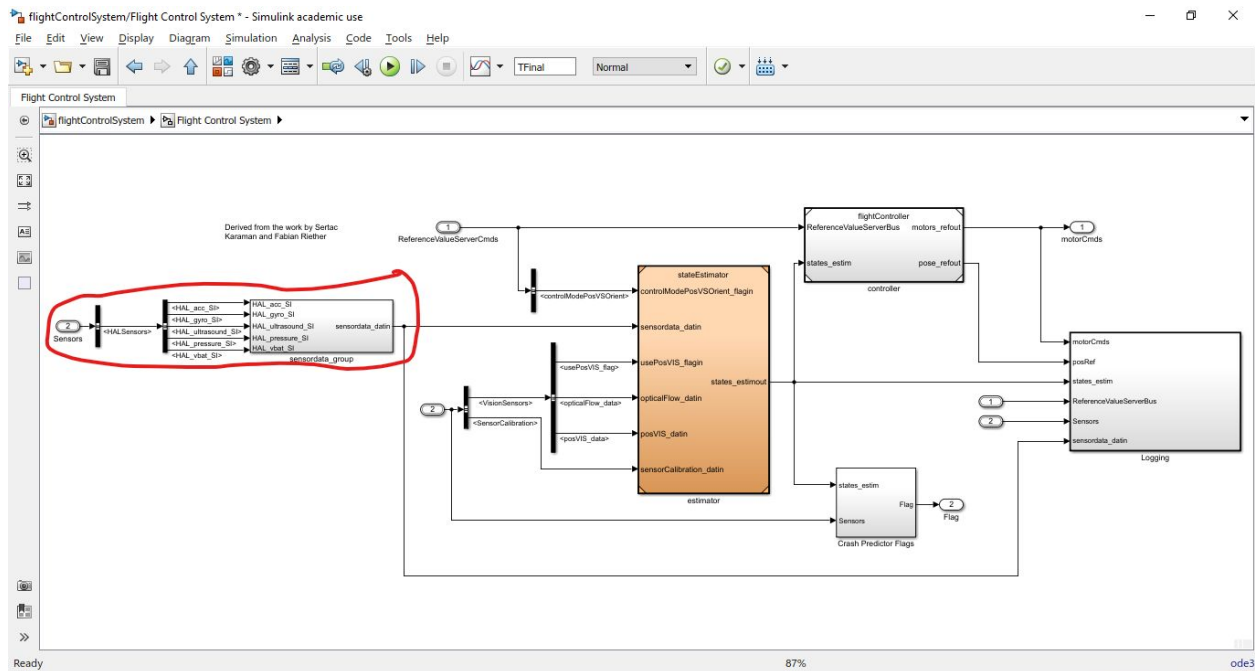 flightControlSystem/Flight Control System * - Simulink academic use
File Edit View Display Diagram Simulation Analysis Code Tools Help
TFinal
Normal
Flight Control System
flightControlSystem
Flight Control System
Derived from the work by Sertac
Karaman and Fabian Riether
1
ReferenceValueServerCmds
flightController
ReferenceValueServerBus
motors_refout
states_estim
pose_refout
controller
1
motorCmds
2
Sensors
<HALSensors>
<HAL_acc_SI>
<HAL_gyro_SI>
<HAL_ultrasound_SI>
<HAL_pressure_SI>
<HAL_vbat_SI>
HAL_acc_SI
HAL_gyro_SI
HAL_ultrasound_SI
HAL_pressure_SI
HAL_vbat_SI
sensordata_datin
sensordata_group
<controlModePosVSOrient>
stateEstimator
controlModePosVSOrient_flagin
sensordata_datin
usePosVIS_flagin
opticalFlow_datin
posVIS_datin
sensorCalibration_datin
states_estimout
estimator
2
<VisionSensors>
<SensorCalibration>
<usePosVIS_flag>
<opticalFlow_data>
<posVIS_data>
states_estim
Sensors
Flag
Crash Predictor Flags
2
Flag
1
2
motorCmds
posRef
states_estim
ReferenceValueServerBus
Sensors
sensordata_datin
Logging
Ready
87%
ode3